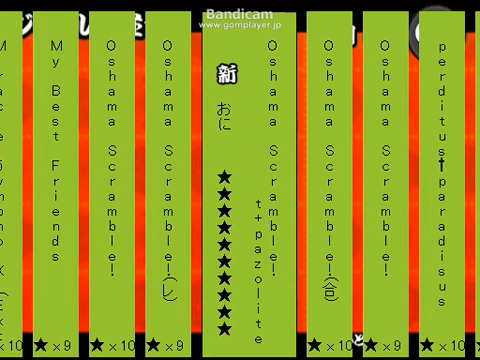 Bandicam
www.gomplayer.jp
My Best Friends
★×9
Oshama Scramble!
★×10
Oshama Scramble!(レ)
★×9
新 おに ★★★★★★★★★
Oshama Scramble!
t+pazolite
Oshama Scramble!(合)
★×10
Oshama Scramble!
★×9
perditus†paradisus
★×10